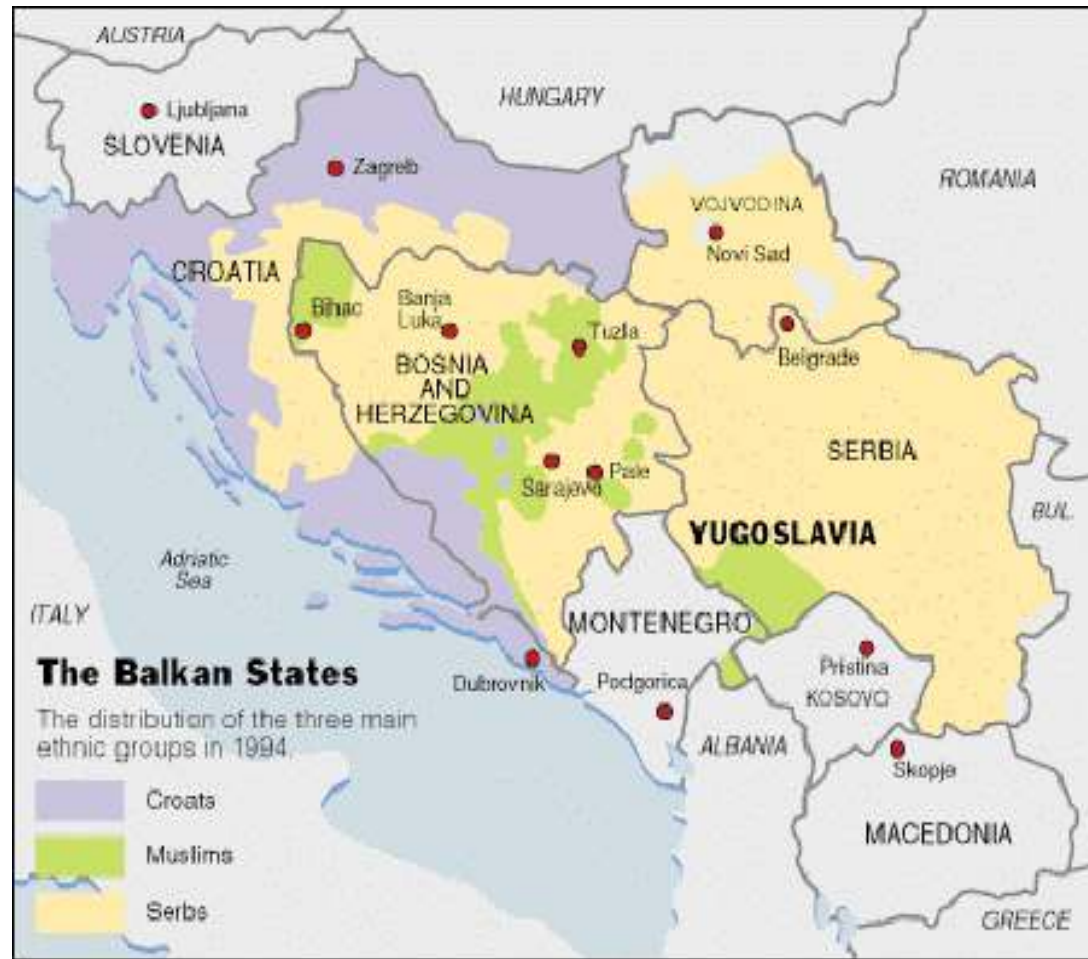 AUSTRIA
HUNGARY
Ljubljana
SLOVENIA
Zagreb
ROMANIA
VOJVODINA
Novi Sad
CROATIA
Bihac
Banja
Luka
Tuzla
Belgrade
BOSNIA
AND
HERZEGOVINA
SERBIA
Sarajevo
Pale
BUL.
YUGOSLAVIA
Adriatic
Sea
ITALY
MONTENEGRO
Pristina
KOSOVO
Dubrovnik
Podgorica
ALBANIA
Skopje
MACEDONIA
GREECE
The Balkan States
The distribution of the three main
ethnic groups in 1994.
Croats
Muslims
Serbs